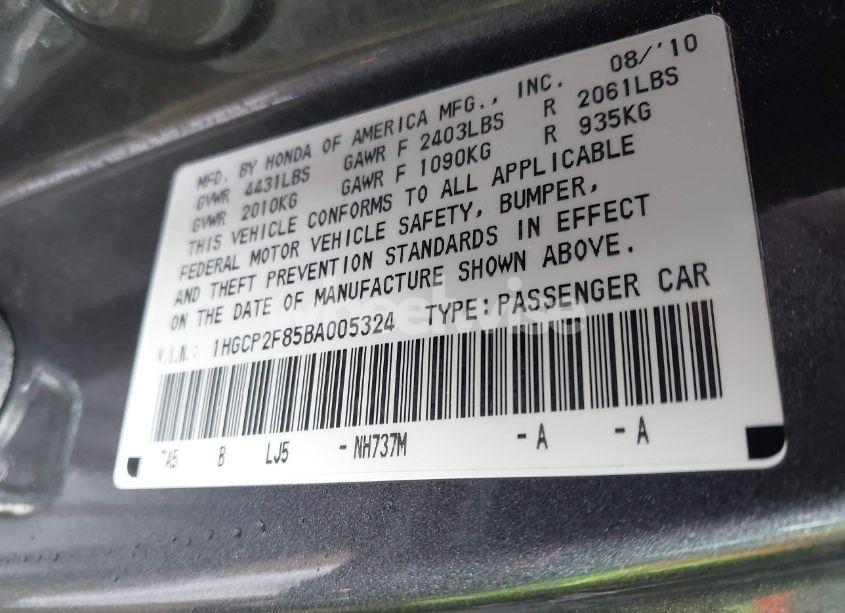 08/'10
MFD. BY HONDA OF AMERICA MFG., INC.
GVWR 4431LBS GAWR F 2403LBS R 2061LBS
GVWR 2010KG GAWR F 1090KG R 935KG
THIS VEHICLE CONFORMS TO ALL APPLICABLE
FEDERAL MOTOR VEHICLE SAFETY, BUMPER,
AND THEFT PREVENTION STANDARDS IN EFFECT
ON THE DATE OF MANUFACTURE SHOWN ABOVE.
V.I.N.: 1HGCP2F85BA005324 TYPE:PASSENGER CAR
TA5 B LJ5 - NH737M - A - A